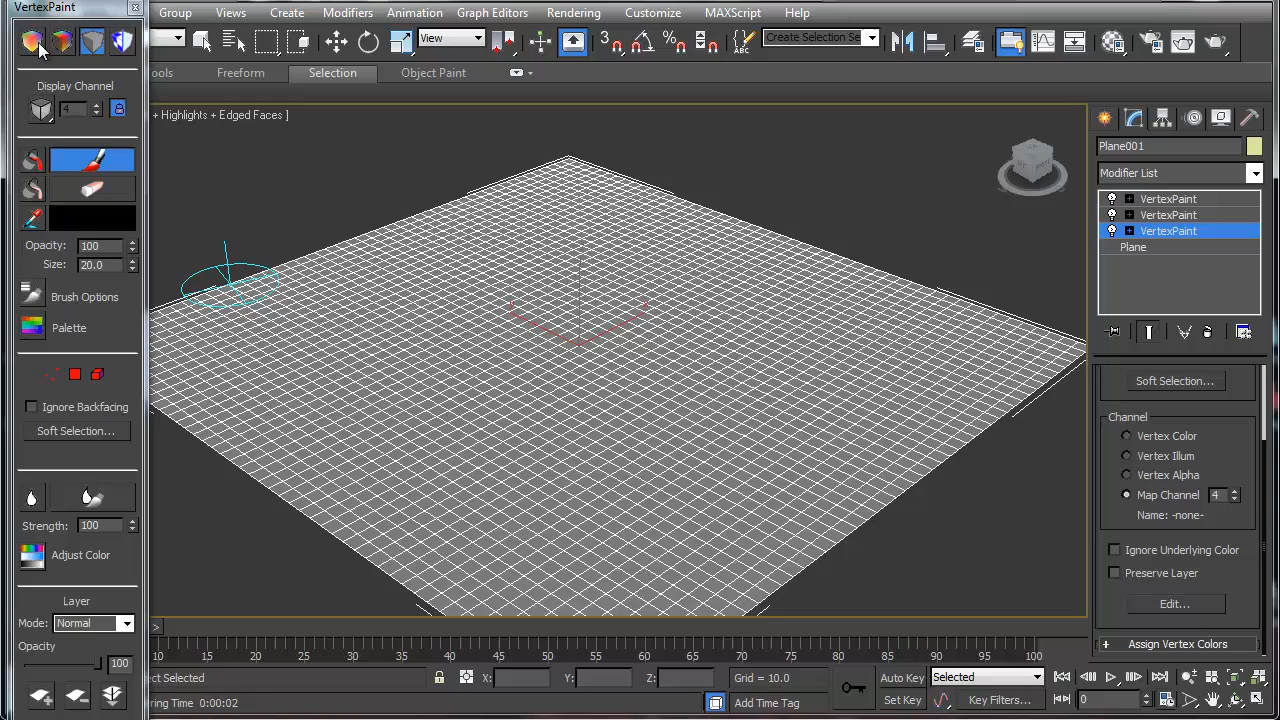 VertexPaint
Group Views Create Modifiers Animation Graph Editors Rendering Customize MAXScript Help
View
3
%
Create Selection Se
ools Freeform Selection Object Paint
Display Channel
4
+ Highlights + Edged Faces ]
Plane001
Modifier List
VertexPaint
VertexPaint
VertexPaint
Plane
Opacity: 100
Size: 20.0
Brush Options
Palette
Ignore Backfacing
Soft Selection...
Strength: 100
Adjust Color
Layer
Mode: Normal
Opacity
100
Soft Selection...
Channel
Vertex Color
Vertex Illum
Vertex Alpha
Map Channel 4
Name: -none-
Ignore Underlying Color
Preserve Layer
Edit...
+ Assign Vertex Colors
>
10 15 20 25 30 35 40 45 50 55 60 65 70 75 80 85 90 95 100
ect Selected X: Y: Z: Grid = 10.0 Auto Key Selected
ring Time 0:00:02 Add Time Tag Set Key Key Filters... 0